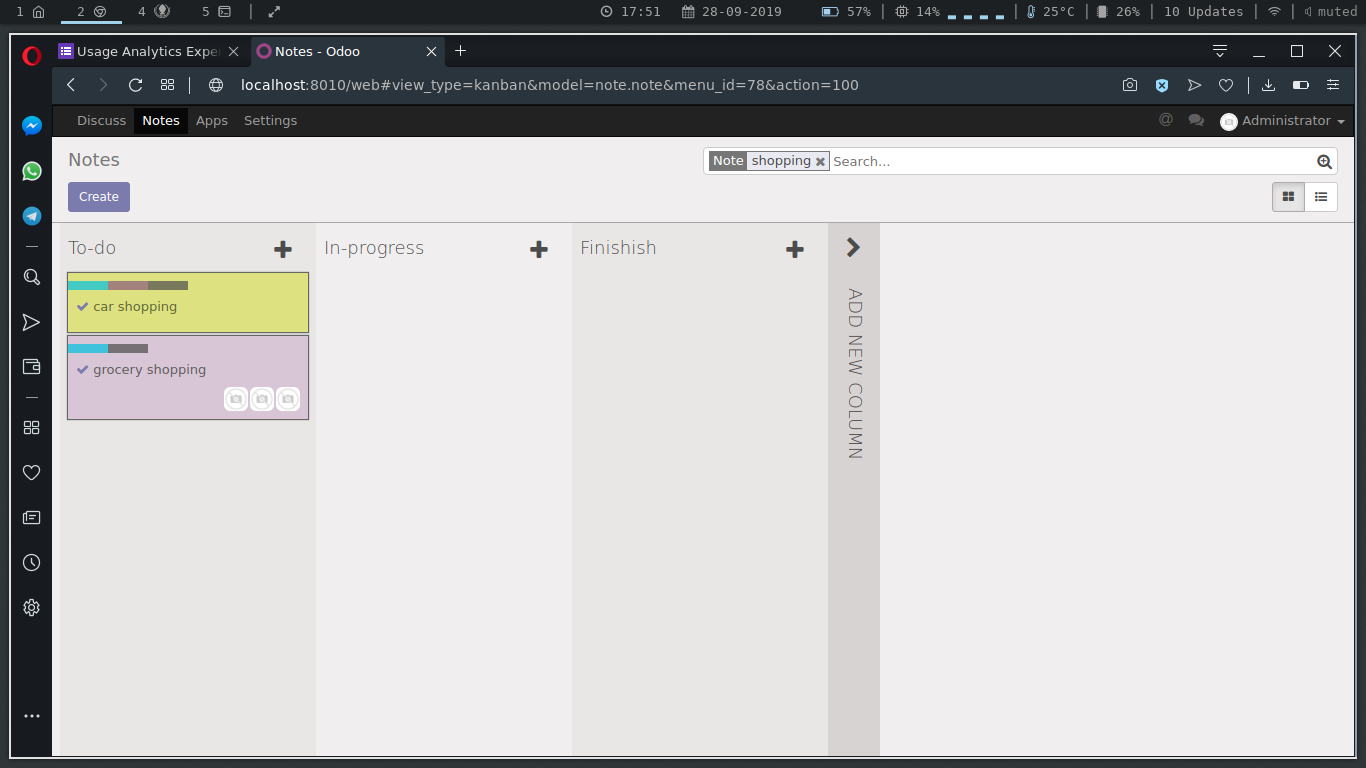 1 2 4 5 17:51 28-09-2019 57% 14% 25°C 26% 10 Updates muted
Usage Analytics Expe Notes - Odoo
localhost:8010/web#view_type=kanban&model=note.note&menu_id=78&action=100
Discuss Notes Apps Settings @ Administrator
Notes Note shopping Search...
Create
To-do In-progress Finishish
car shopping
grocery shopping
ADD NEW COLUMN